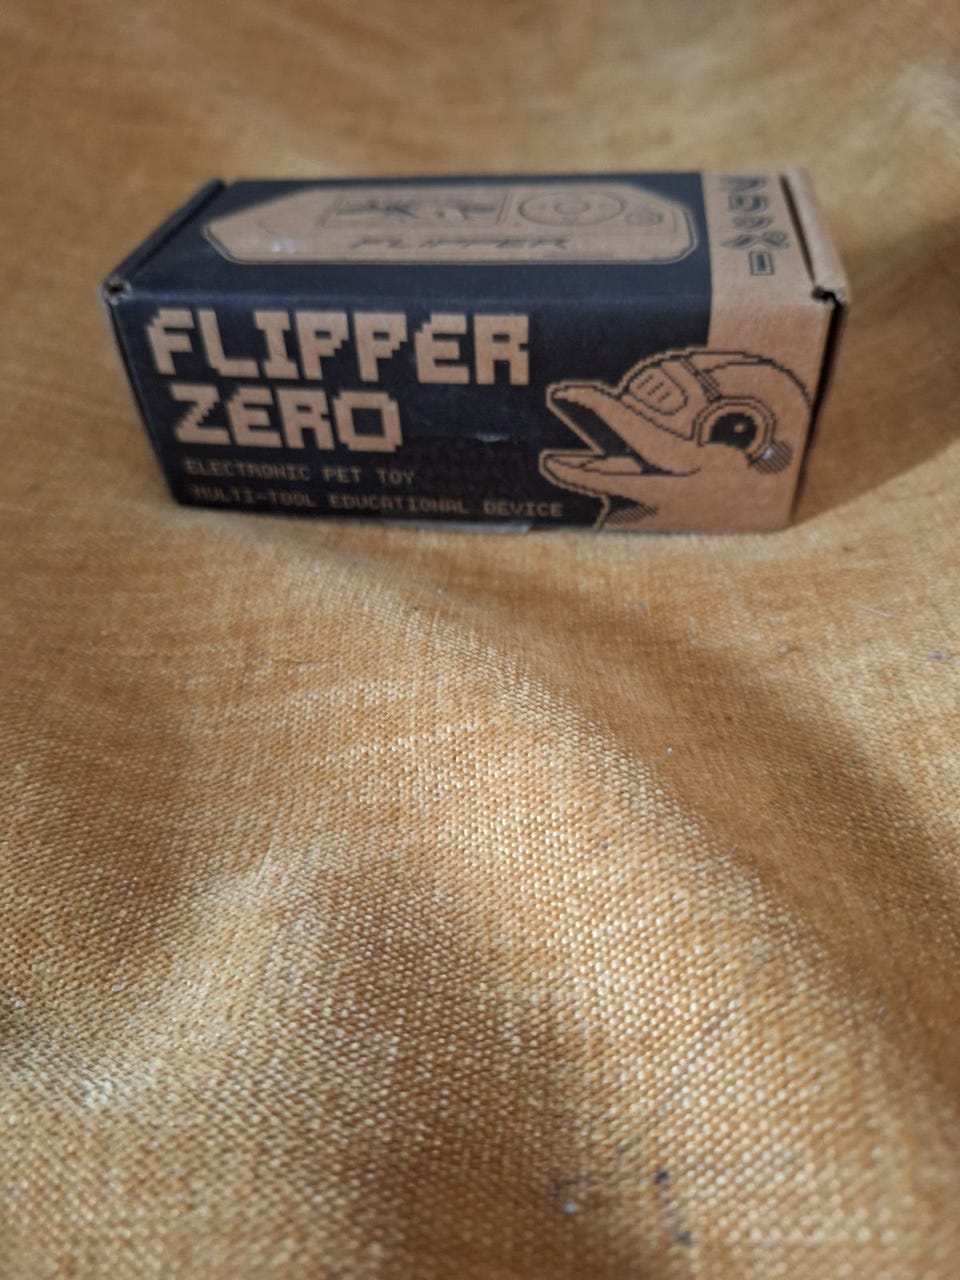 FLIPPER
FLIPPER
ZERO
ELECTRONIC PET TOY
MULTI-TOOL EDUCATIONAL DEVICE